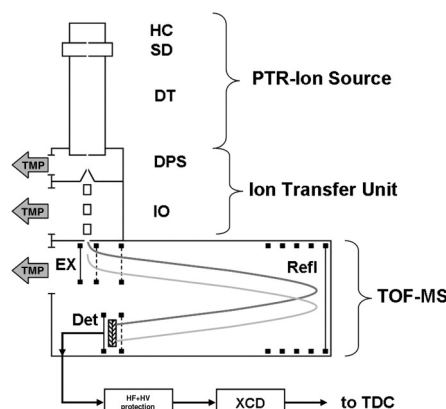 HC
SD
PTR-Ion Source
DT
TMP
DPS
Ion Transfer Unit
TMP
IO
TMP
EX
Refl
TOF-MS
Det
HF+HV
protection
XCD
to TDC